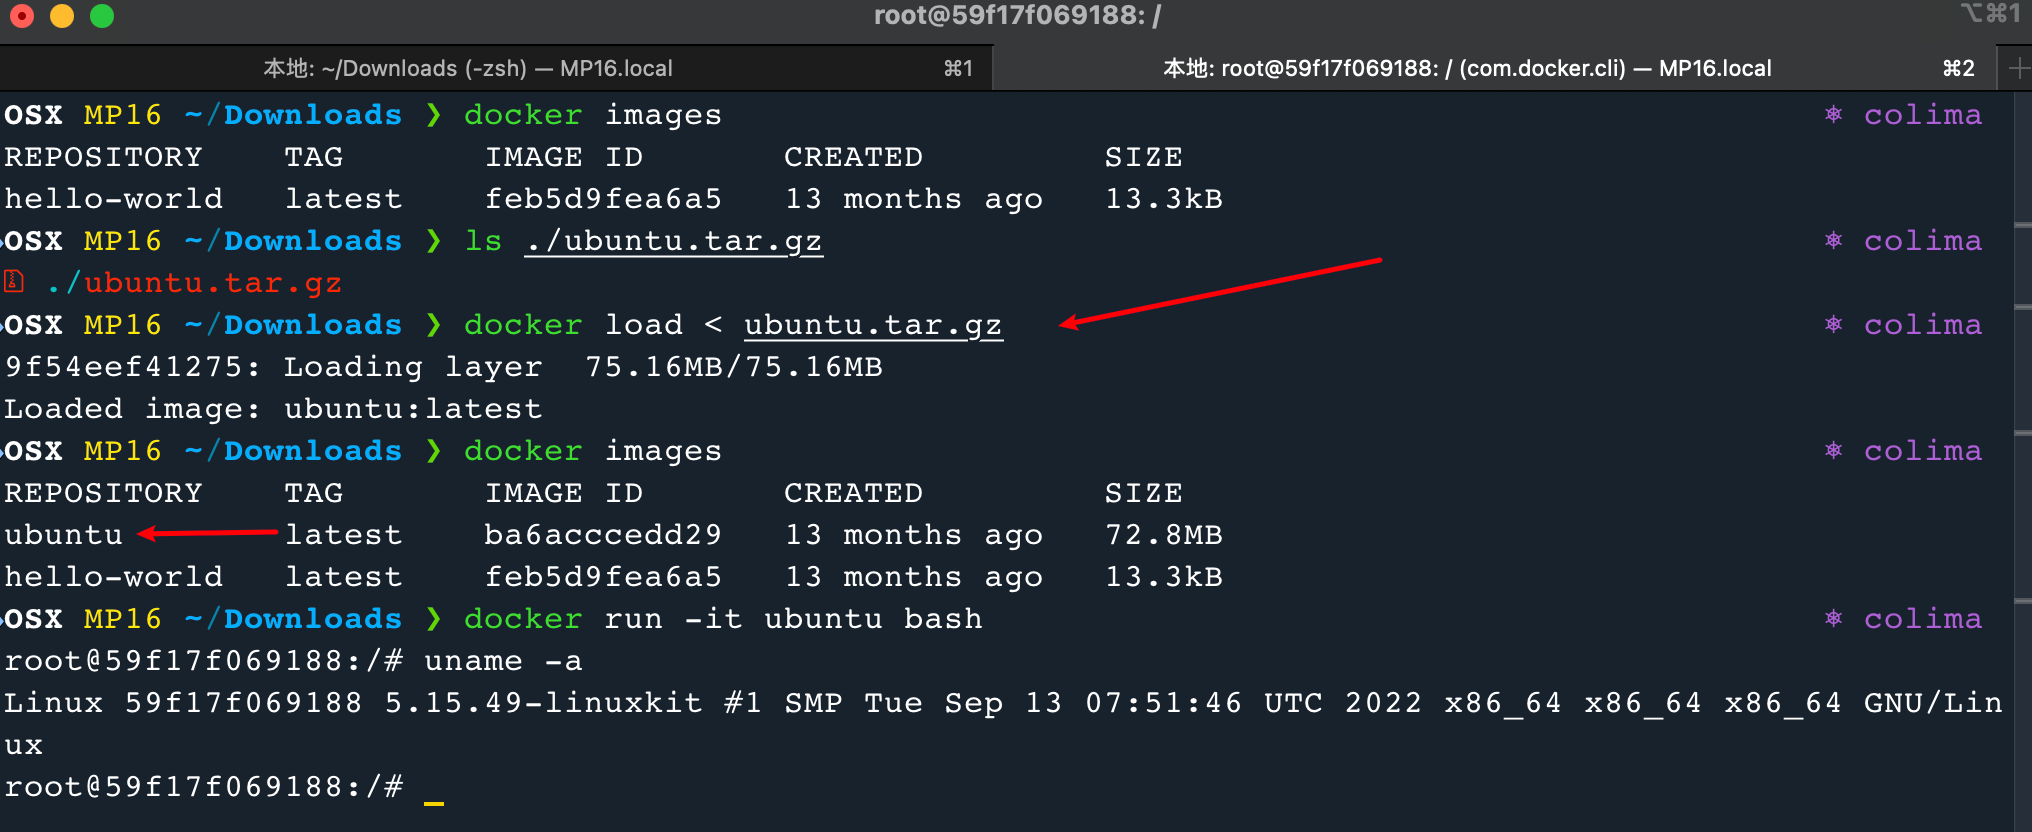 root@59f17f069188: /
⌥⌘1
本地: ~/Downloads (-zsh) — MP16.local ⌘1
本地: root@59f17f069188: / (com.docker.cli) — MP16.local ⌘2
OSX MP16 ~/Downloads ❯ docker images ⎈ colima
REPOSITORY TAG IMAGE ID CREATED SIZE
hello-world latest feb5d9fea6a5 13 months ago 13.3kB
OSX MP16 ~/Downloads ❯ ls ./ubuntu.tar.gz ⎈ colima
./ubuntu.tar.gz
OSX MP16 ~/Downloads ❯ docker load < ubuntu.tar.gz ⎈ colima
9f54eef41275: Loading layer 75.16MB/75.16MB
Loaded image: ubuntu:latest
OSX MP16 ~/Downloads ❯ docker images ⎈ colima
REPOSITORY TAG IMAGE ID CREATED SIZE
ubuntu latest ba6acccedd29 13 months ago 72.8MB
hello-world latest feb5d9fea6a5 13 months ago 13.3kB
OSX MP16 ~/Downloads ❯ docker run -it ubuntu bash ⎈ colima
root@59f17f069188:/# uname -a
Linux 59f17f069188 5.15.49-linuxkit #1 SMP Tue Sep 13 07:51:46 UTC 2022 x86_64 x86_64 x86_64 GNU/Lin
ux
root@59f17f069188:/#